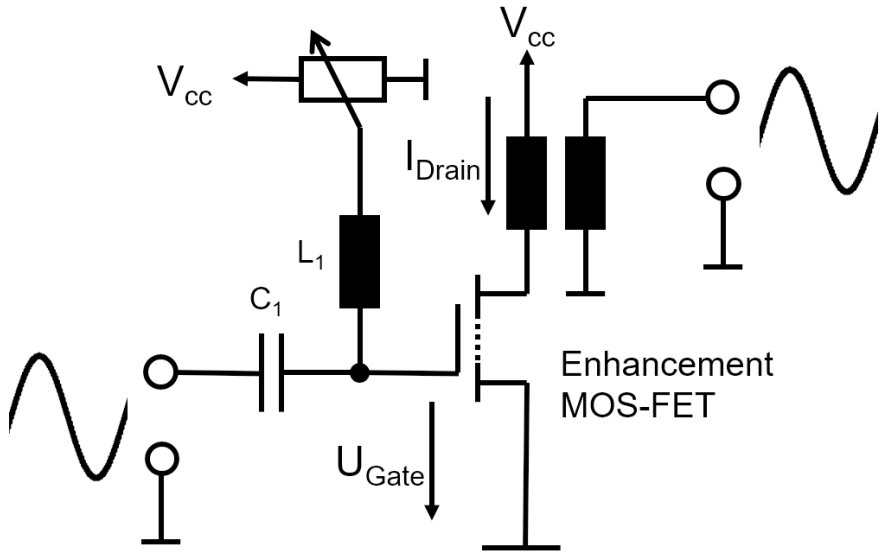 Vcc
Vcc
IDrain
L1
C1
Enhancement
MOS-FET
UGate